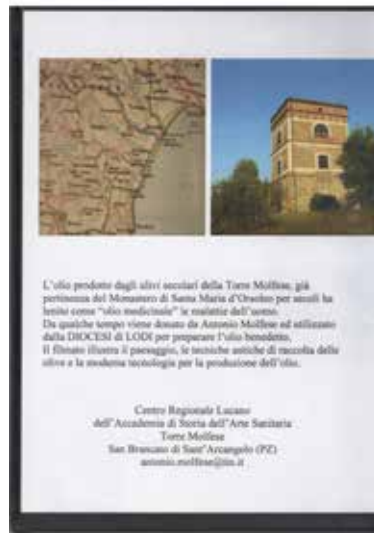 L'olio prodotto dagli ulivi secolari della Torre Molfese, già
pertinenza del Monastero di Santa Maria d'Orsoleo per secoli ha
lenito come "olio medicinale" le malattie dell'uomo.
Da qualche tempo viene donato da Antonio Molfese ed utilizzato
dalla DIOCESI di LODI per preparare l'olio benedetto.
Il filmato illustra il paesaggio, le tecniche antiche di raccolta delle
olive e la moderna tecnologia per la produzione dell'olio.
Centro Regionale Lucano
dell'Accademia di Storia dell'Arte Sanitaria
Torre Molfese
San Brancato di Sant'Arcangelo (PZ)
antonio.molfese@tin.it